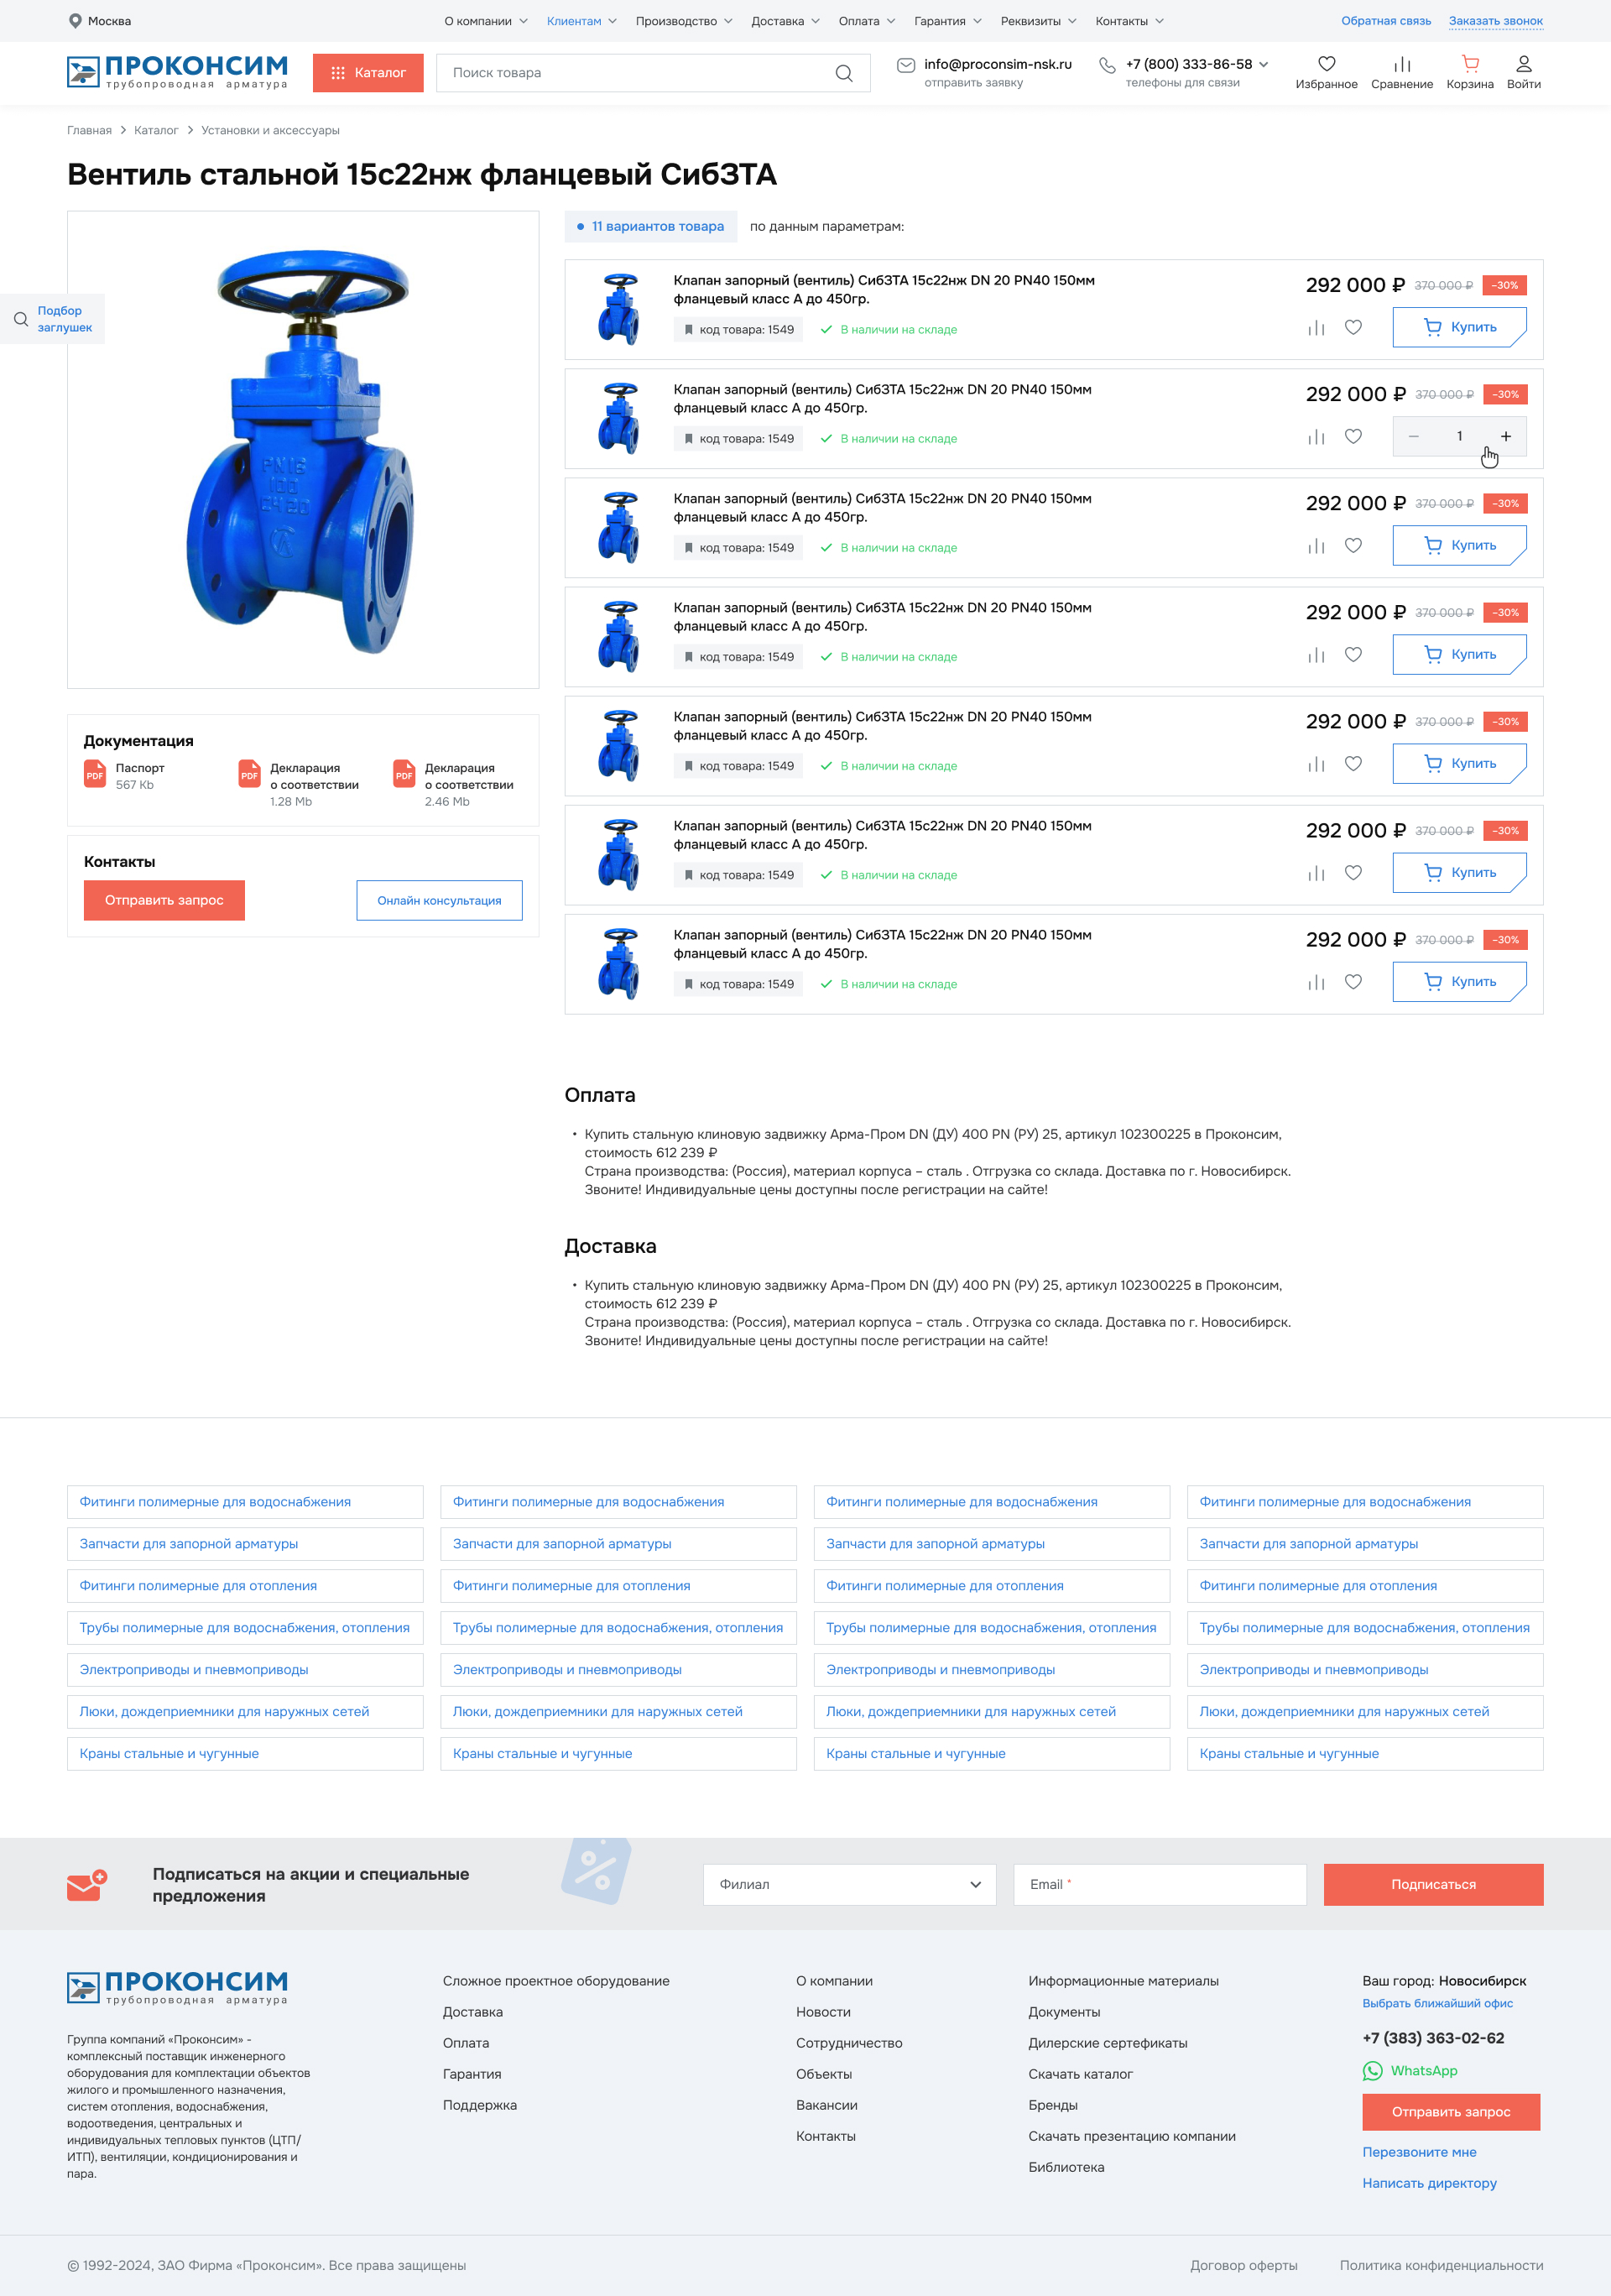 Москва
О компании
Клиентам
Производство
Доставка
Оплата
Гарантия
Реквизиты
Контакты
Обратная связь
Заказать звонок
ПРОКОНСИМ
трубопроводная арматура
Каталог
Поиск товара
info@proconsim-nsk.ru
отправить заявку
+7 (800) 333-86-58
телефоны для связи
Избранное
Сравнение
Корзина
Войти
Главная
Каталог
Установки и аксессуары
Вентиль стальной 15с22нж фланцевый СибЗТА
Подбор
заглушек
PN16
100
11 вариантов товара
по данным параметрам:
Клапан запорный (вентиль) СибЗТА 15с22нж DN 20 PN40 150мм
фланцевый класс А до 450гр.
код товара: 1549
В наличии на складе
292 000 ₽
370 000 ₽
−30%
Купить
Клапан запорный (вентиль) СибЗТА 15с22нж DN 20 PN40 150мм
фланцевый класс А до 450гр.
код товара: 1549
В наличии на складе
292 000 ₽
370 000 ₽
−30%
− 1 +
Клапан запорный (вентиль) СибЗТА 15с22нж DN 20 PN40 150мм
фланцевый класс А до 450гр.
код товара: 1549
В наличии на складе
292 000 ₽
370 000 ₽
−30%
Купить
Клапан запорный (вентиль) СибЗТА 15с22нж DN 20 PN40 150мм
фланцевый класс А до 450гр.
код товара: 1549
В наличии на складе
292 000 ₽
370 000 ₽
−30%
Купить
Клапан запорный (вентиль) СибЗТА 15с22нж DN 20 PN40 150мм
фланцевый класс А до 450гр.
код товара: 1549
В наличии на складе
292 000 ₽
370 000 ₽
−30%
Купить
Клапан запорный (вентиль) СибЗТА 15с22нж DN 20 PN40 150мм
фланцевый класс А до 450гр.
код товара: 1549
В наличии на складе
292 000 ₽
370 000 ₽
−30%
Купить
Клапан запорный (вентиль) СибЗТА 15с22нж DN 20 PN40 150мм
фланцевый класс А до 450гр.
код товара: 1549
В наличии на складе
292 000 ₽
370 000 ₽
−30%
Купить
Документация
PDF
Паспорт
567 Kb
PDF
Декларация
о соответствии
1.28 Mb
PDF
Декларация
о соответствии
2.46 Mb
Контакты
Отправить запрос
Онлайн консультация
Оплата
• Купить стальную клиновую задвижку Арма-Пром DN (ДУ) 400 PN (РУ) 25, артикул 102300225 в Проконсим,
стоимость 612 239 ₽
Страна производства: (Россия), материал корпуса – сталь . Отгрузка со склада. Доставка по г. Новосибирск.
Звоните! Индивидуальные цены доступны после регистрации на сайте!
Доставка
• Купить стальную клиновую задвижку Арма-Пром DN (ДУ) 400 PN (РУ) 25, артикул 102300225 в Проконсим,
стоимость 612 239 ₽
Страна производства: (Россия), материал корпуса – сталь . Отгрузка со склада. Доставка по г. Новосибирск.
Звоните! Индивидуальные цены доступны после регистрации на сайте!
Фитинги полимерные для водоснабжения
Фитинги полимерные для водоснабжения
Фитинги полимерные для водоснабжения
Фитинги полимерные для водоснабжения
Запчасти для запорной арматуры
Запчасти для запорной арматуры
Запчасти для запорной арматуры
Запчасти для запорной арматуры
Фитинги полимерные для отопления
Фитинги полимерные для отопления
Фитинги полимерные для отопления
Фитинги полимерные для отопления
Трубы полимерные для водоснабжения, отопления
Трубы полимерные для водоснабжения, отопления
Трубы полимерные для водоснабжения, отопления
Трубы полимерные для водоснабжения, отопления
Электроприводы и пневмоприводы
Электроприводы и пневмоприводы
Электроприводы и пневмоприводы
Электроприводы и пневмоприводы
Люки, дождеприемники для наружных сетей
Люки, дождеприемники для наружных сетей
Люки, дождеприемники для наружных сетей
Люки, дождеприемники для наружных сетей
Краны стальные и чугунные
Краны стальные и чугунные
Краны стальные и чугунные
Краны стальные и чугунные
Подписаться на акции и специальные
предложения
%
Филиал
Email *
Подписаться
ПРОКОНСИМ
трубопроводная арматура
Группа компаний «Проконсим» -
комплексный поставщик инженерного
оборудования для комплектации объектов
жилого и промышленного назначения,
систем отопления, водоснабжения,
водоотведения, центральных и
индивидуальных тепловых пунктов (ЦТП/
ИТП), вентиляции, кондиционирования и
пара.
Сложное проектное оборудование
Доставка
Оплата
Гарантия
Поддержка
О компании
Новости
Сотрудничество
Объекты
Вакансии
Контакты
Информационные материалы
Документы
Дилерские сертефикаты
Скачать каталог
Бренды
Скачать презентацию компании
Библиотека
Ваш город: Новосибирск
Выбрать ближайший офис
+7 (383) 363-02-62
WhatsApp
Отправить запрос
Перезвоните мне
Написать директору
© 1992-2024, ЗАО Фирма «Проконсим». Все права защищены
Договор оферты
Политика конфиденциальности